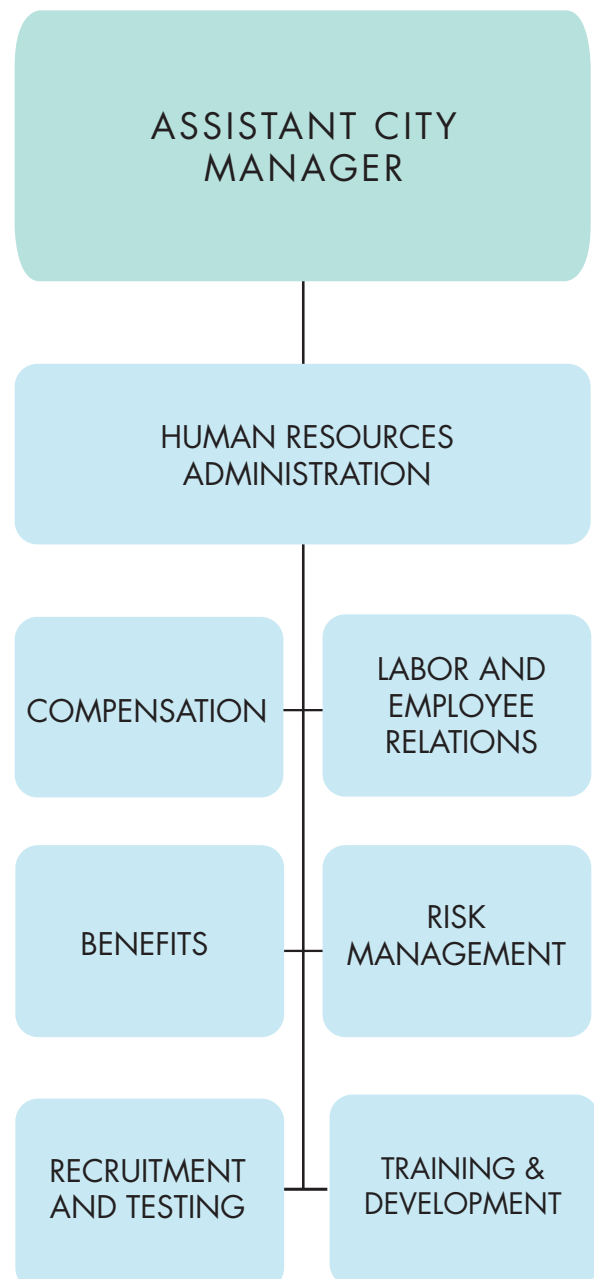 ASSISTANT CITY
MANAGER
HUMAN RESOURCES
ADMINISTRATION
COMPENSATION
LABOR AND
EMPLOYEE
RELATIONS
BENEFITS
RISK
MANAGEMENT
RECRUITMENT
AND TESTING
TRAINING &
DEVELOPMENT